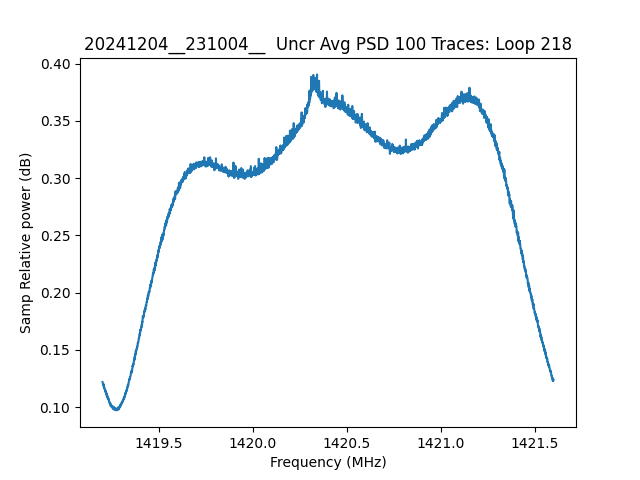 20241204__231004__  Uncr Avg PSD 100 Traces: Loop 218
Samp Relative power (dB)
0.40
0.35
0.30
0.25
0.20
0.15
0.10
1419.5 1420.0 1420.5 1421.0 1421.5
Frequency (MHz)